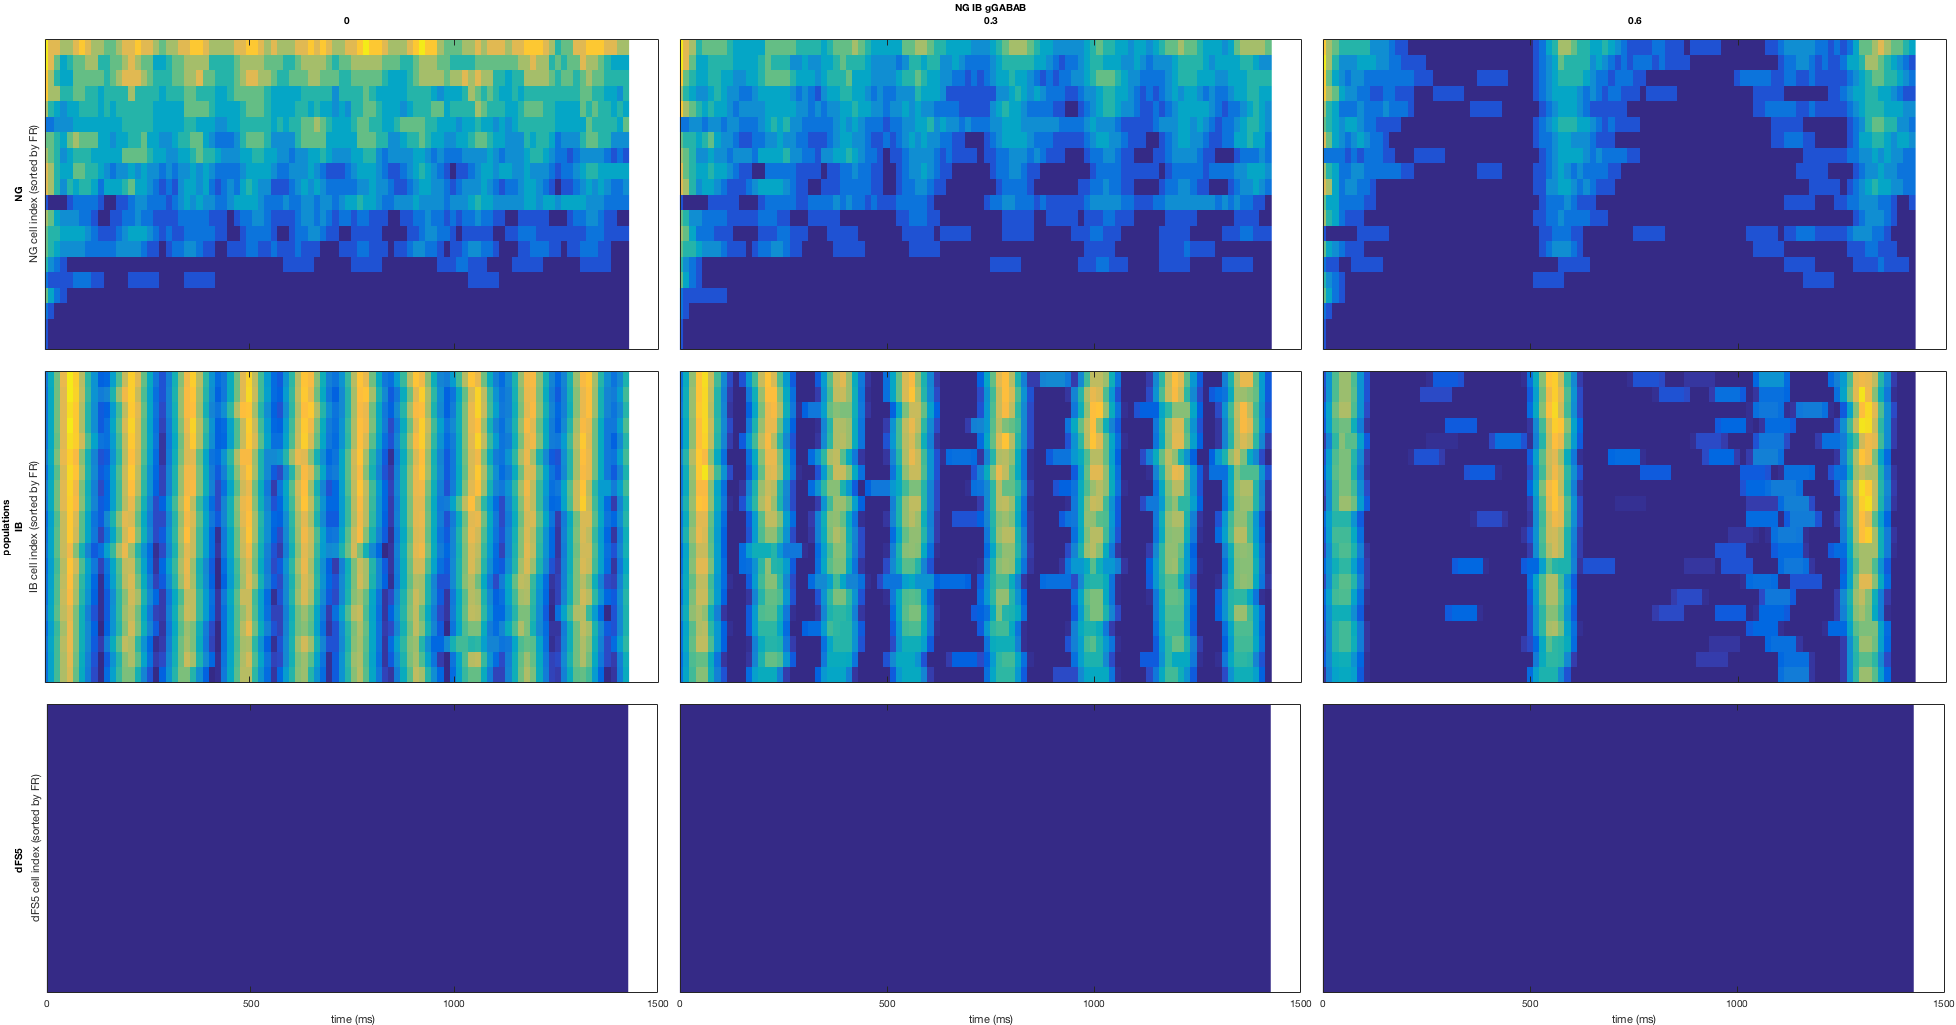 NG IB gGABAB
0
0.3
0.6
NG
NG cell index (sorted by FR)
populations
IB
IB cell index (sorted by FR)
dFS5
dFS5 cell index (sorted by FR)
0
500
1000
1500
0
500
1000
1500
0
500
1000
1500
time (ms)
time (ms)
time (ms)